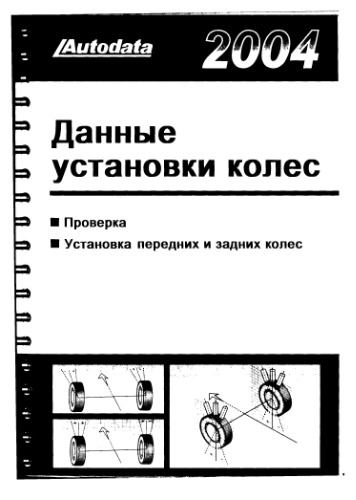 Autodata 2004
Данные
установки колес
■ Проверка
■ Установка передних и задних колес